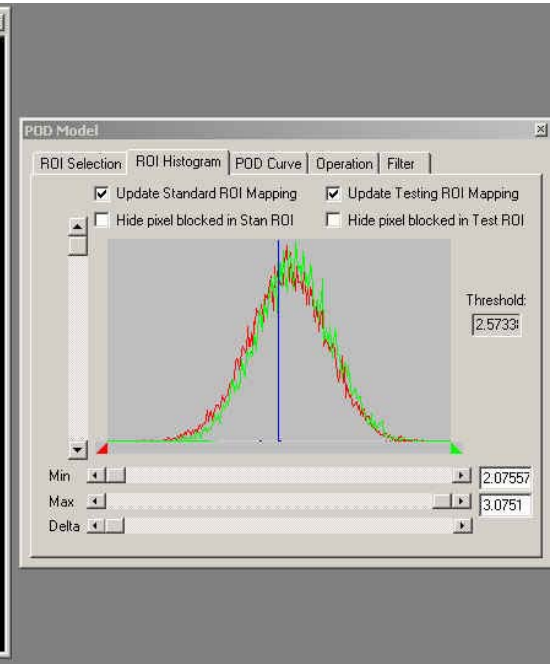 POD Model
ROI Selection ROI Histogram POD Curve Operation Filter
Update Standard ROI Mapping Update Testing ROI Mapping
Hide pixel blocked in Stan ROI Hide pixel blocked in Test ROI
Threshold:
2.5733
Min 2.07557
Max 3.0751
Delta